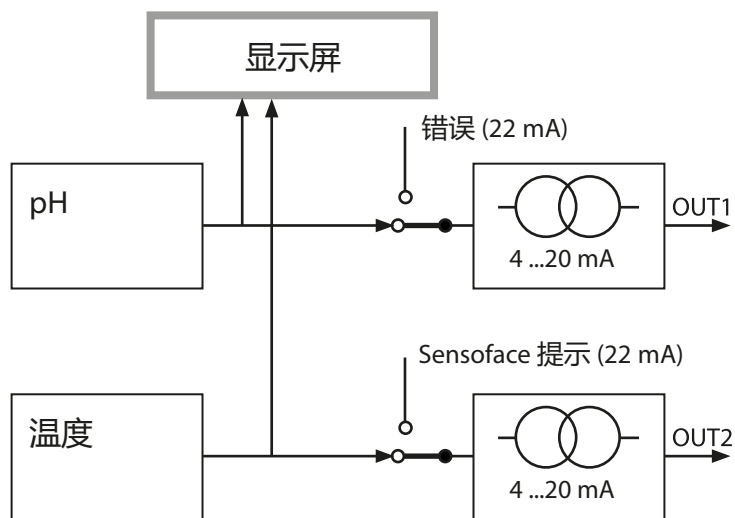 显示屏
错误 (22 mA)
pH
OUT1
4 ...20 mA
Sensoface 提示 (22 mA)
温度
OUT2
4 ...20 mA